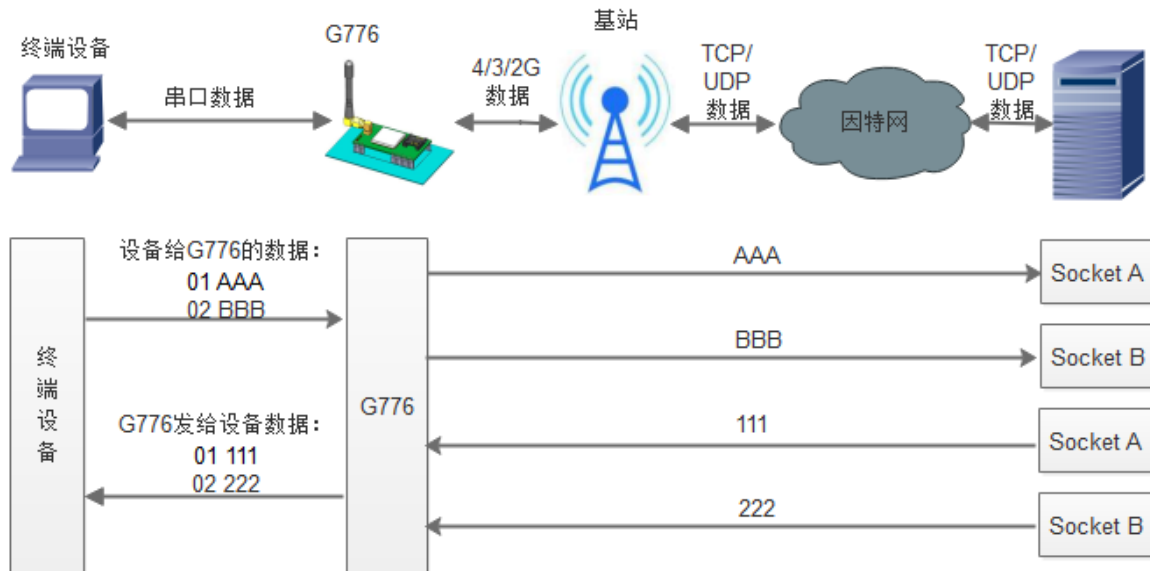 终端设备
G776
基站
串口数据
4/3/2G
数据
TCP/
UDP
数据
因特网
TCP/
UDP
数据
设备给G776的数据：
01 AAA
02 BBB
AAA
Socket A
BBB
Socket B
终
端
设
备
G776
G776发给设备数据：
01 111
02 222
111
Socket A
222
Socket B